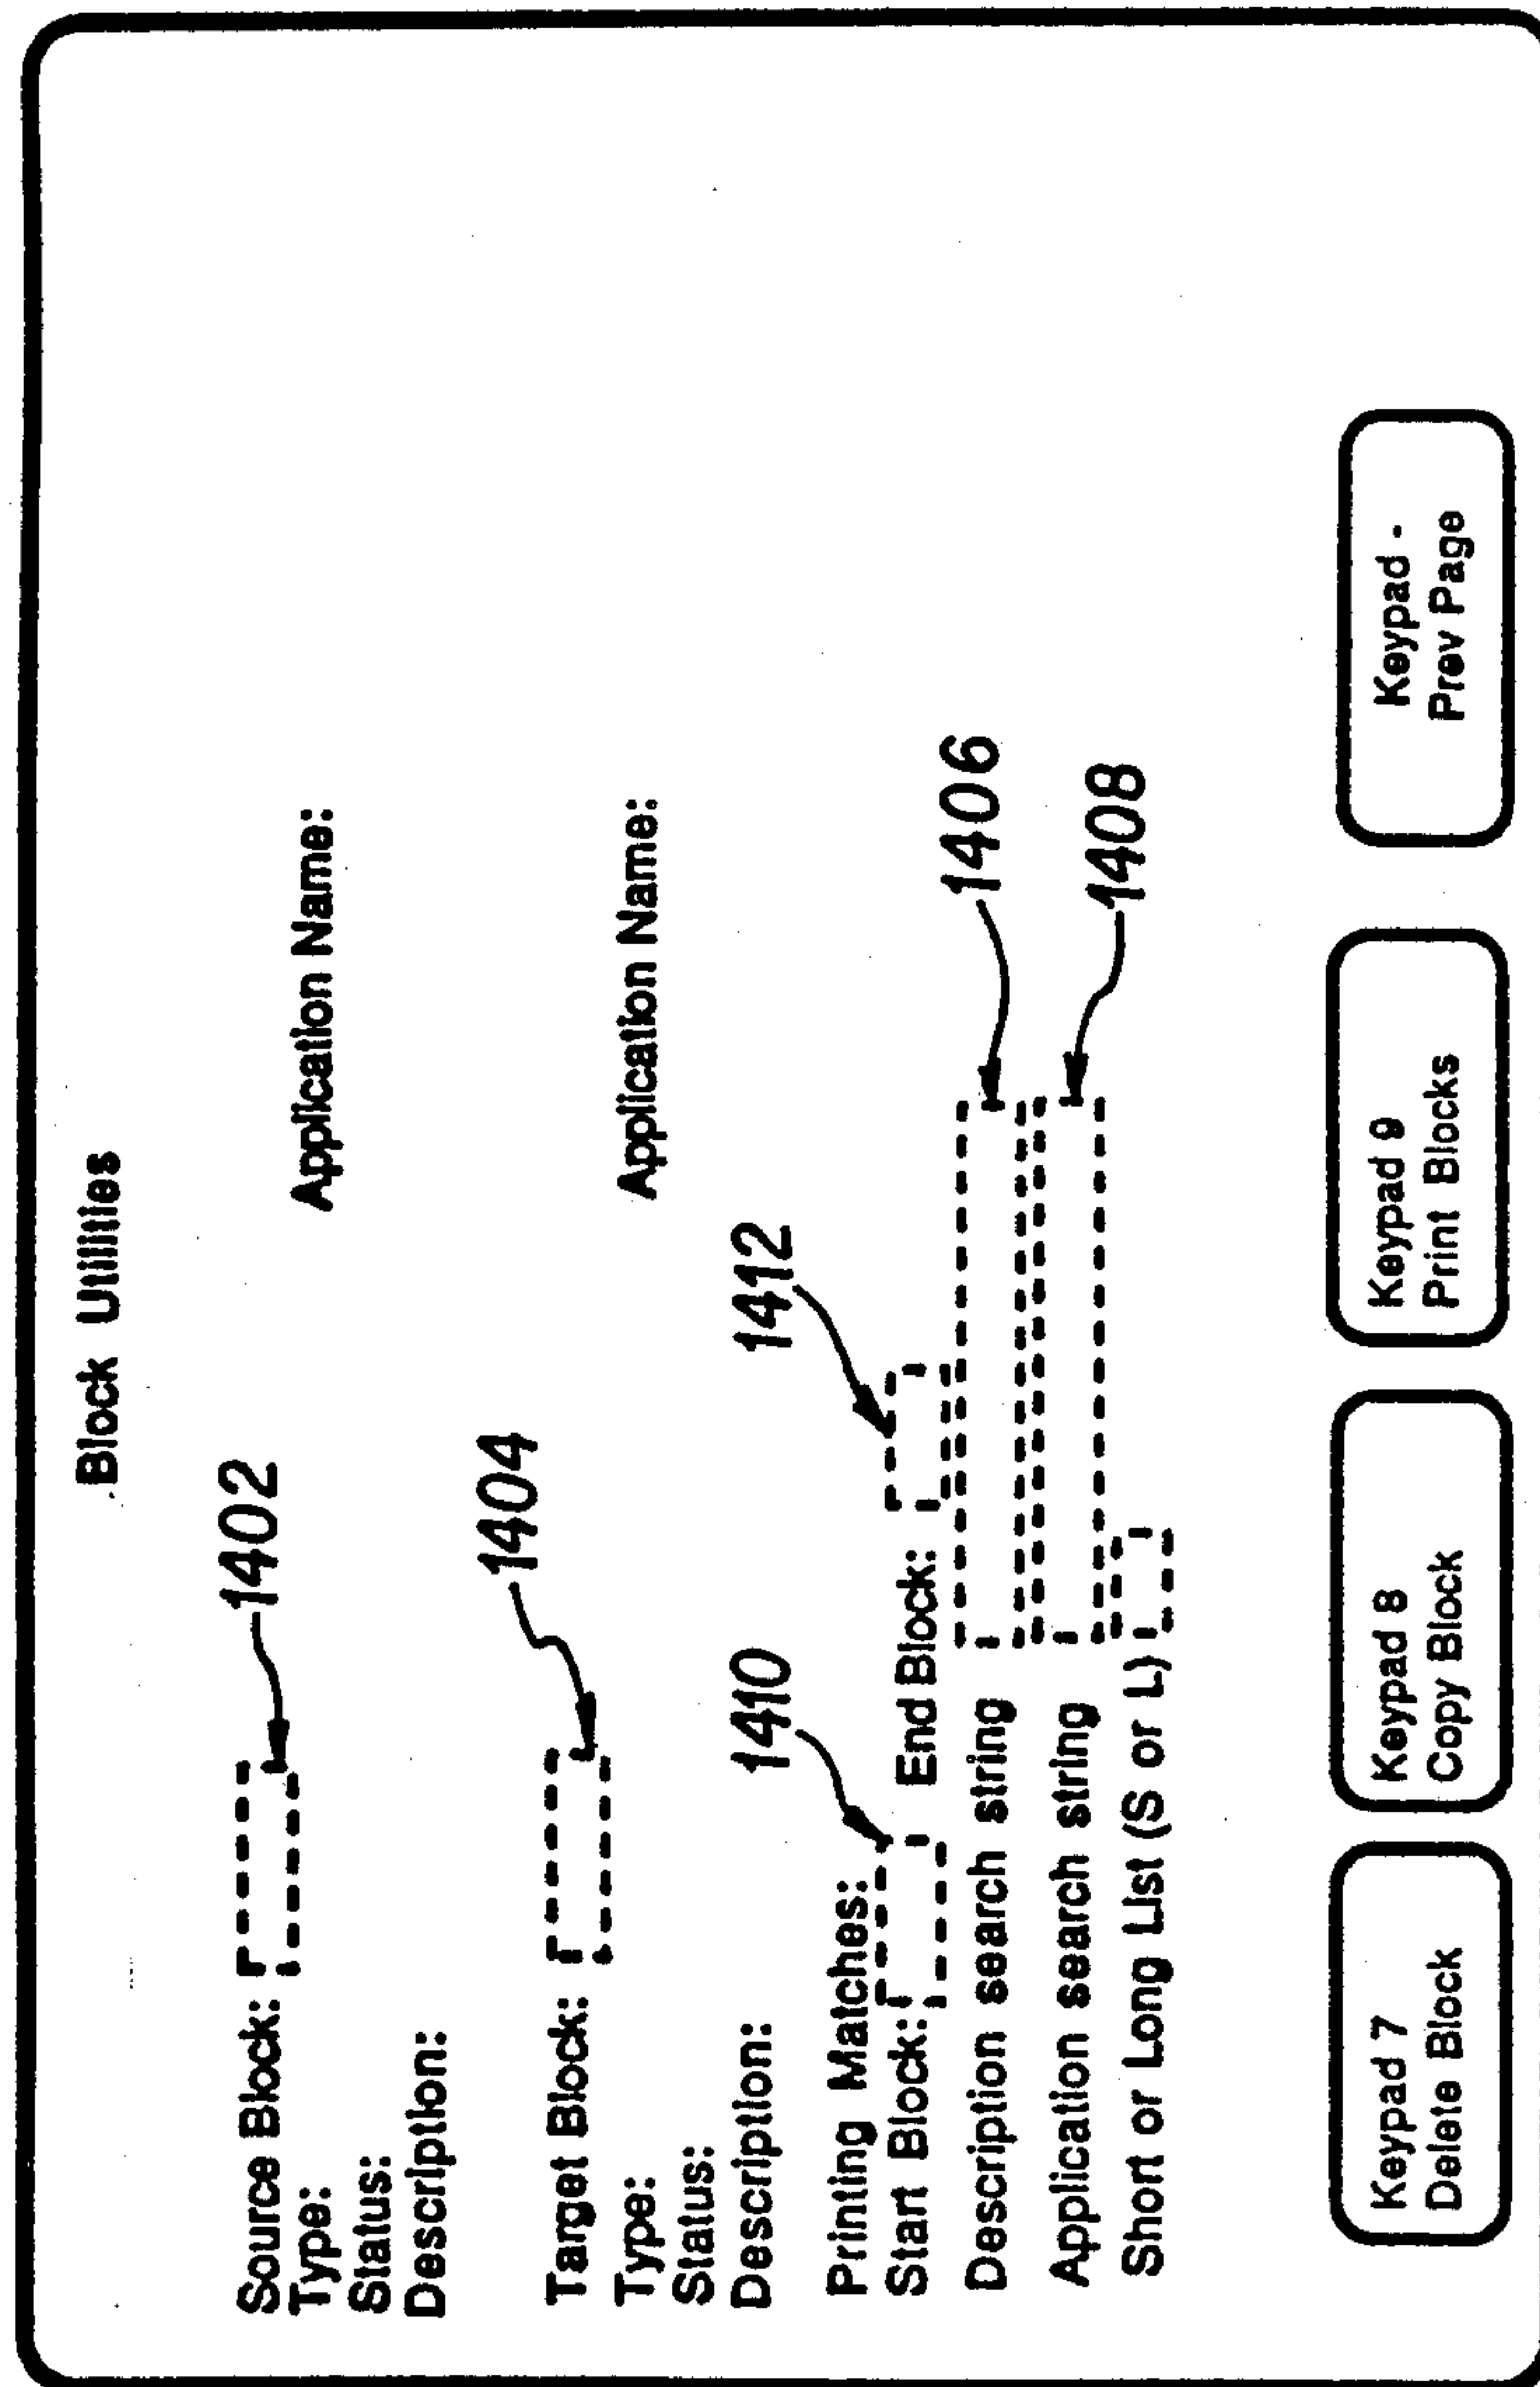 Block Utilities
1402
Source Block:
Type: Application Name:
Status:
Description:
1404
Target Block:
Type: Application Name:
Status:
Description:
1410 1412
Printing Matches:
Start Block: End Block:
Description search string 1406
Application search string 1408
Short or Long List (S or L)
Keypad 7 Keypad 8 Keypad 9 Keypad -
Delete Block Copy Block Print Blocks Prev Page